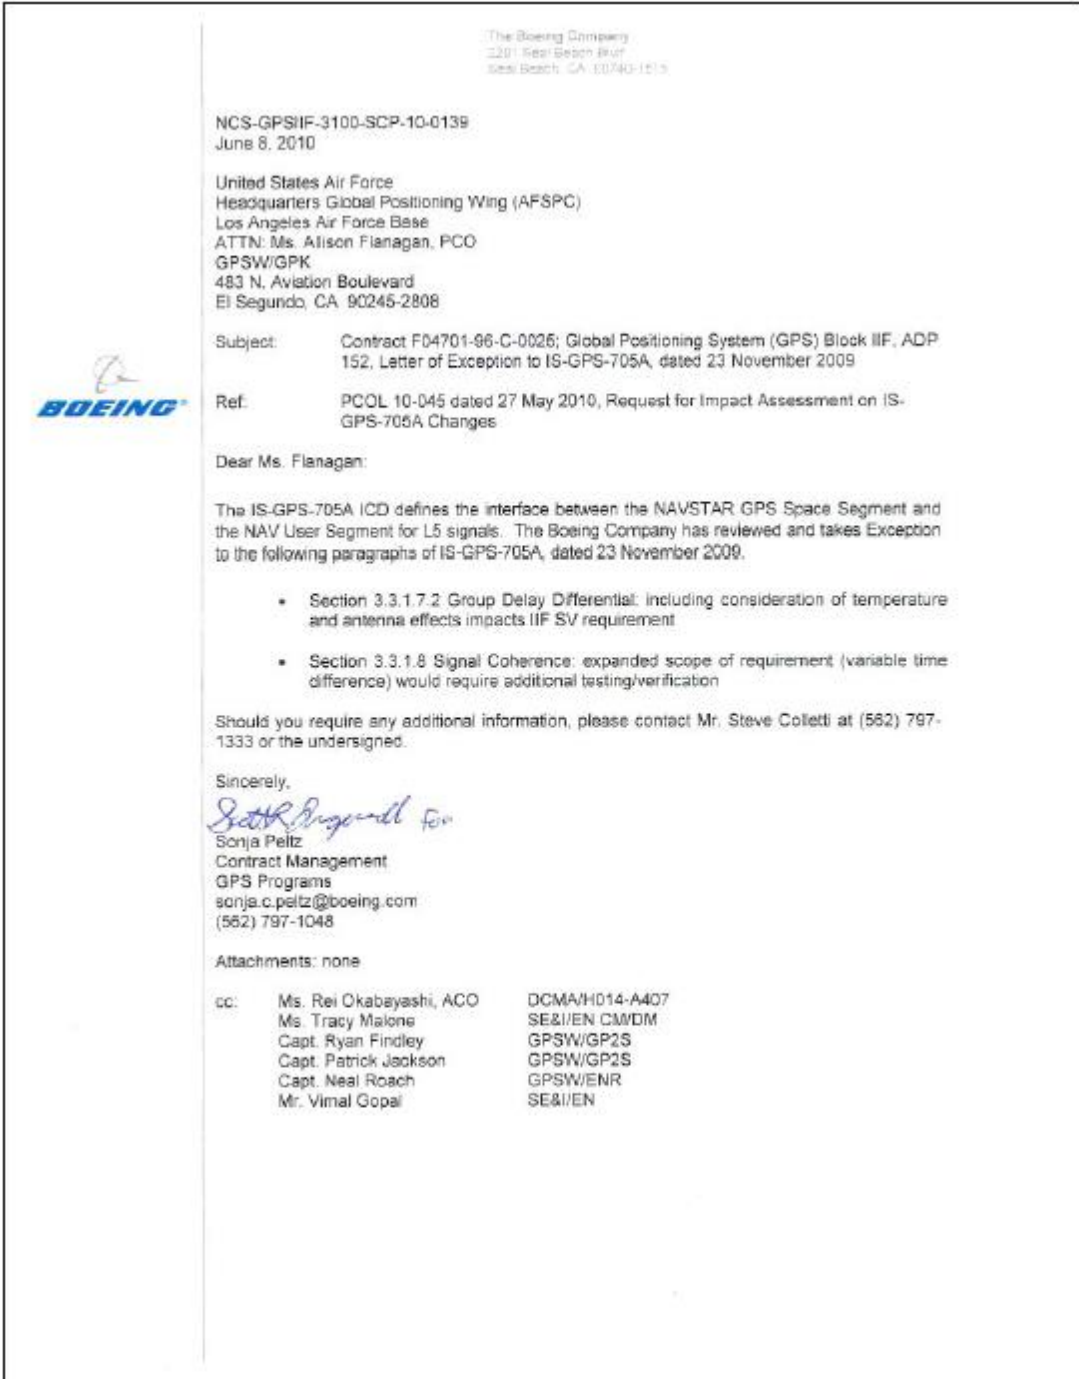 The Boeing Company
2201 Seal Beach Blvd
Seal Beach, CA 90740-1515
NCS-GPSIIF-3100-SCP-10-0139
June 8, 2010
United States Air Force
Headquarters Global Positioning Wing (AFSPC)
Los Angeles Air Force Base
ATTN: Ms. Allison Flanagan, PCO
GPSW/GPK
483 N. Aviation Boulevard
El Segundo, CA 90245-2808
Subject: Contract F04701-96-C-0025; Global Positioning System (GPS) Block IIF, ADP
152, Letter of Exception to IS-GPS-705A, dated 23 November 2009
BOEING
Ref: PCOL 10-045 dated 27 May 2010, Request for Impact Assessment on IS-
GPS-705A Changes
Dear Ms. Flanagan:
The IS-GPS-705A ICD defines the interface between the NAVSTAR GPS Space Segment and
the NAV User Segment for L5 signals. The Boeing Company has reviewed and takes Exception
to the following paragraphs of IS-GPS-705A, dated 23 November 2009.
• Section 3.3.1.7.2 Group Delay Differential: including consideration of temperature
and antenna effects impacts IIF SV requirement
• Section 3.3.1.8 Signal Coherence: expanded scope of requirement (variable time
difference) would require additional testing/verification
Should you require any additional information, please contact Mr. Steve Colletti at (562) 797-
1333 or the undersigned.
Sincerely,
for
Sonja Peltz
Contract Management
GPS Programs
sonja.c.peltz@boeing.com
(562) 797-1048
Attachments: none
cc: Ms. Rei Okabayashi, ACO DCMA/H014-A407
Ms. Tracy Malone SE&I/EN CM/DM
Capt. Ryan Findley GPSW/GP2S
Capt. Patrick Jackson GPSW/GP2S
Capt. Neal Roach GPSW/ENR
Mr. Vimal Gopal SE&I/EN